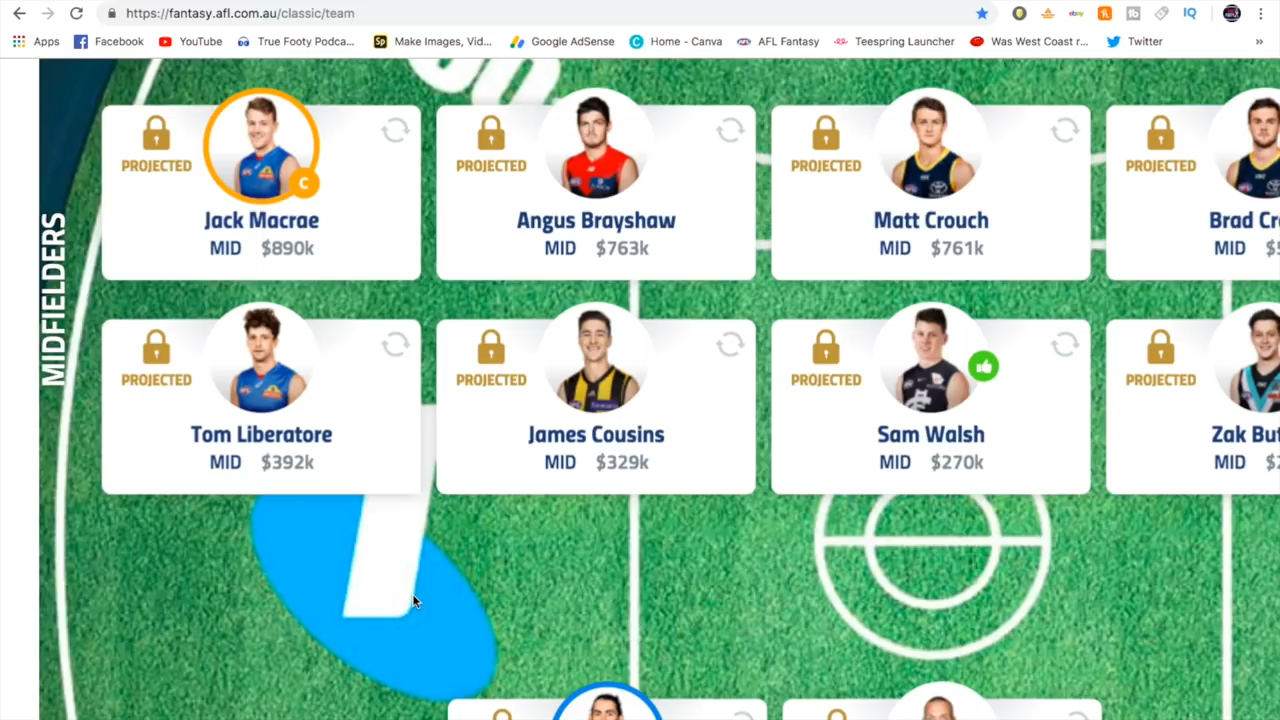 https://fantasy.afl.com.au/classic/team
Apps Facebook YouTube True Footy Podca... Make Images, Vid... Google AdSense Home - Canva AFL Fantasy Teespring Launcher Was West Coast r... Twitter »
MIDFIELDERS
PROJECTED PROJECTED PROJECTED PROJECTED
C
Jack Macrae Angus Brayshaw Matt Crouch Brad
MID $890k MID $763k MID $761k MID
PROJECTED PROJECTED PROJECTED PROJECTED
Tom Liberatore James Cousins Sam Walsh Zak
MID $392k MID $329k MID $270k MID